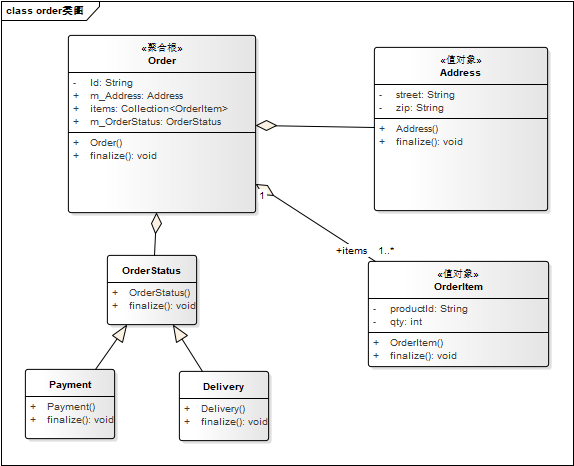 class order类图
«聚合根»
Order
- Id: String
+ m_Address: Address
+ items: Collection<OrderItem>
+ m_OrderStatus: OrderStatus
+ Order()
+ finalize(): void
«值对象»
Address
- street: String
- zip: String
+ Address()
+ finalize(): void
1
+items 1..*
OrderStatus
+ OrderStatus()
+ finalize(): void
«值对象»
OrderItem
- productId: String
- qty: int
+ OrderItem()
+ finalize(): void
Payment
+ Payment()
+ finalize(): void
Delivery
+ Delivery()
+ finalize(): void